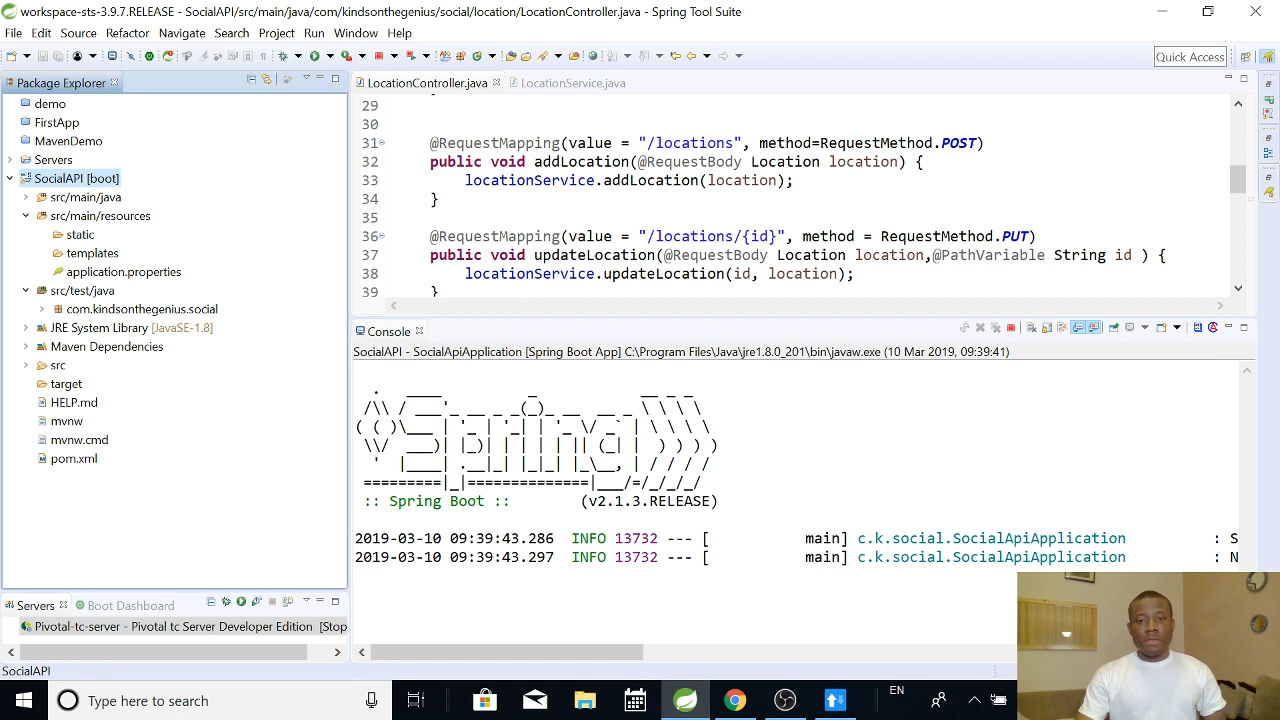 workspace-sts-3.9.7.RELEASE - SocialAPI/src/main/java/com/kindsonthegenius/social/location/LocationController.java - Spring Tool Suite
File Edit Source Refactor Navigate Search Project Run Window Help
Quick Access
Package Explorer
demo
FirstApp
MavenDemo
Servers
SocialAPI [boot]
src/main/java
src/main/resources
static
templates
application.properties
src/test/java
com.kindsonthegenius.social
JRE System Library [JavaSE-1.8]
Maven Dependencies
src
target
HELP.md
mvnw
mvnw.cmd
pom.xml
Servers Boot Dashboard
Pivotal-tc-server - Pivotal tc Server Developer Edition [Stop
SocialAPI
LocationController.java LocationService.java
29
30
31 @RequestMapping(value = "/locations", method=RequestMethod.POST)
32 public void addLocation(@RequestBody Location location) {
33 locationService.addLocation(location);
34 }
35
36 @RequestMapping(value = "/locations/{id}", method = RequestMethod.PUT)
37 public void updateLocation(@RequestBody Location location,@PathVariable String id ) {
38 locationService.updateLocation(id, location);
39 }
Console
SocialAPI - SocialApiApplication [Spring Boot App] C:\Program Files\Java\jre1.8.0_201\bin\javaw.exe (10 Mar 2019, 09:39:41)
Spring
:: Spring Boot :: (v2.1.3.RELEASE)
2019-03-10 09:39:43.286 INFO 13732 --- [ main] c.k.social.SocialApiApplication : S
2019-03-10 09:39:43.297 INFO 13732 --- [ main] c.k.social.SocialApiApplication : N
Type here to search
EN